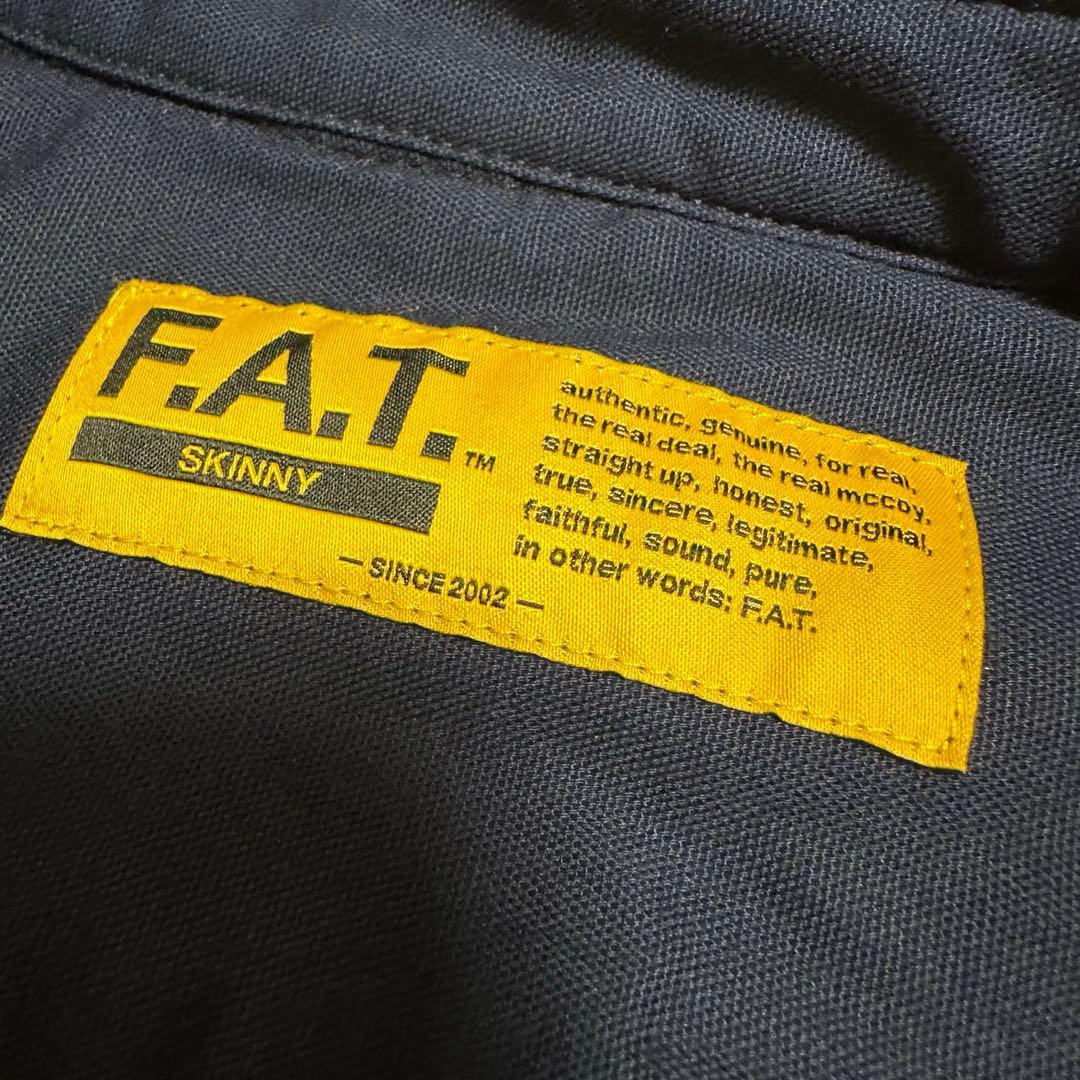 F.A.T.
SKINNY
™
—SINCE 2002—
authentic, genuine, for real,
the real deal, the real mccoy,
straight up, honest, original,
true, sincere, legitimate,
faithful, sound, pure,
in other words: F.A.T.